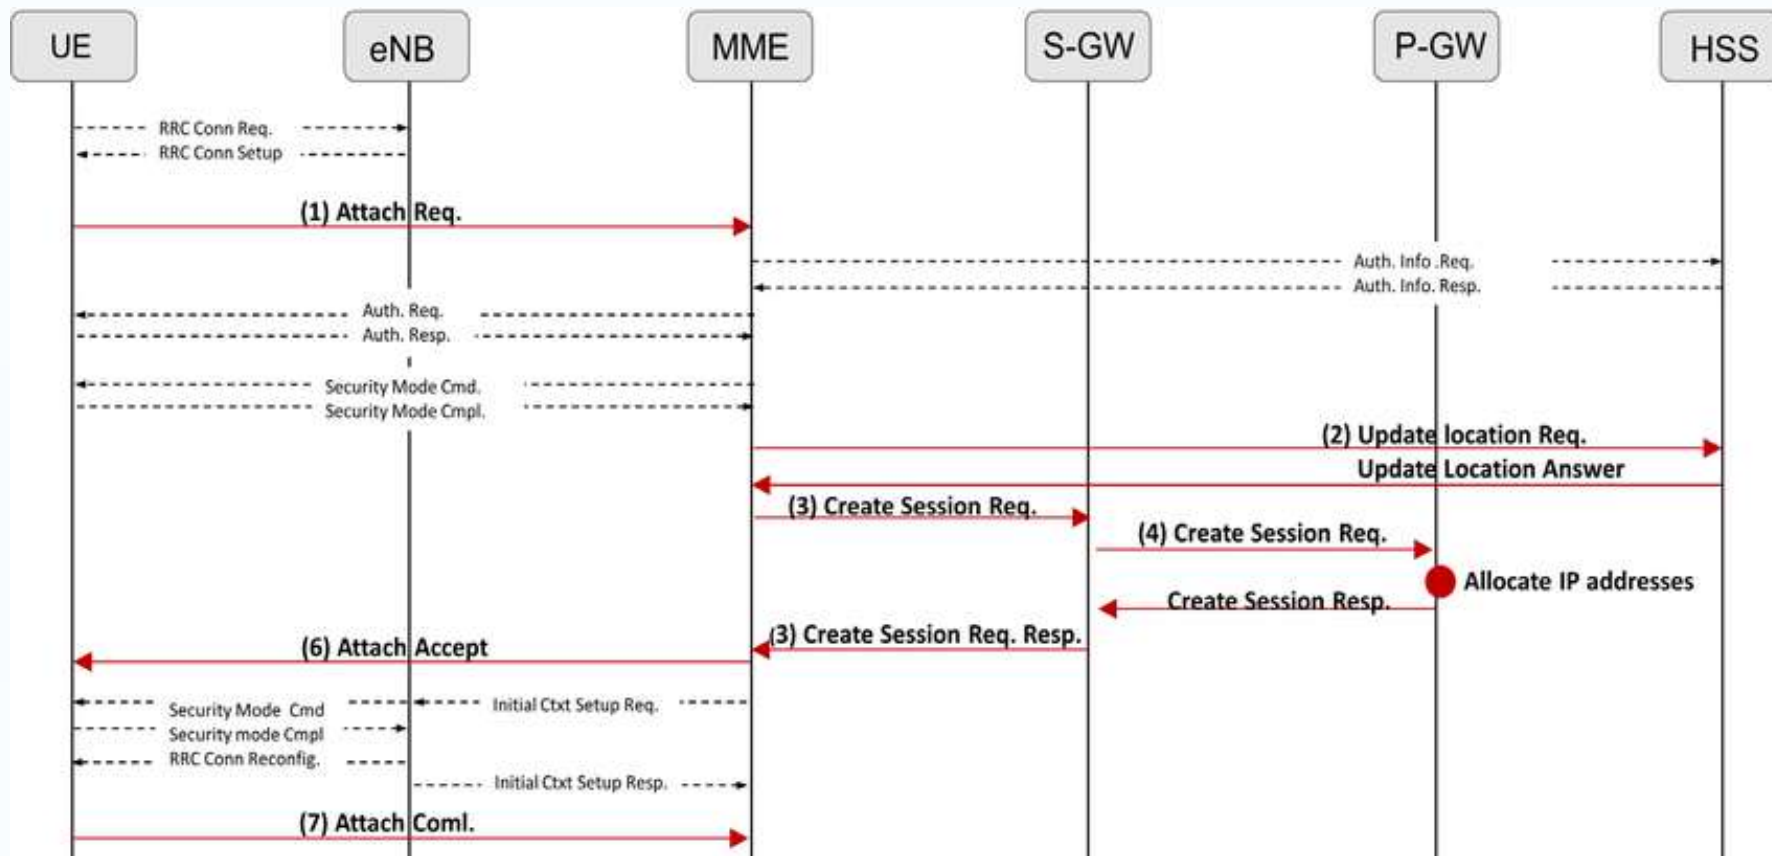 UE
eNB
MME
S-GW
P-GW
HSS
RRC Conn Req.
RRC Conn Setup
(1) Attach Req.
Auth. Info .Req.
Auth. Info. Resp.
Auth. Req.
Auth. Resp.
Security Mode Cmd.
Security Mode Cmpl.
(2) Update location Req.
Update Location Answer
(3) Create Session Req.
(4) Create Session Req.
Allocate IP addresses
Create Session Resp.
(3) Create Session Req. Resp.
(6) Attach Accept
Initial Ctxt Setup Req.
Security Mode Cmd
Security mode Cmpl
RRC Conn Reconfig.
Initial Ctxt Setup Resp.
(7) Attach Coml.